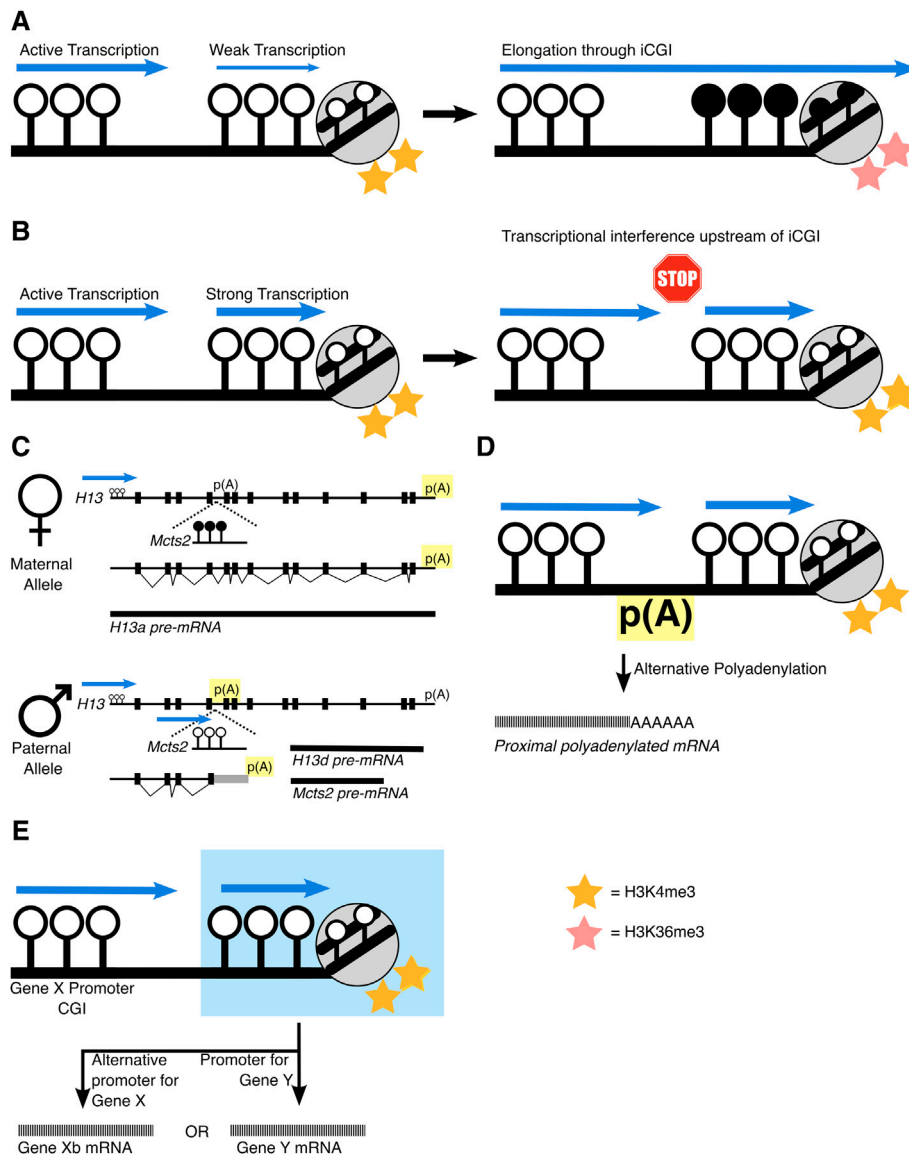 A
Active Transcription
Weak Transcription
Elongation through iCGI
B
Transcriptional interference upstream of iCGI
STOP
Active Transcription
Strong Transcription
C
H13
p(A)
p(A)
Mcts2
p(A)
Maternal
Allele
H13a pre-mRNA
H13
p(A)
p(A)
Mcts2
Paternal
Allele
p(A)
H13d pre-mRNA
Mcts2 pre-mRNA
D
p(A)
Alternative Polyadenylation
AAAAAA
Proximal polyadenylated mRNA
E
Gene X Promoter
CGI
Alternative
promoter for
Gene X
Promoter for
Gene Y
Gene Xb mRNA
OR
Gene Y mRNA
= H3K4me3
= H3K36me3